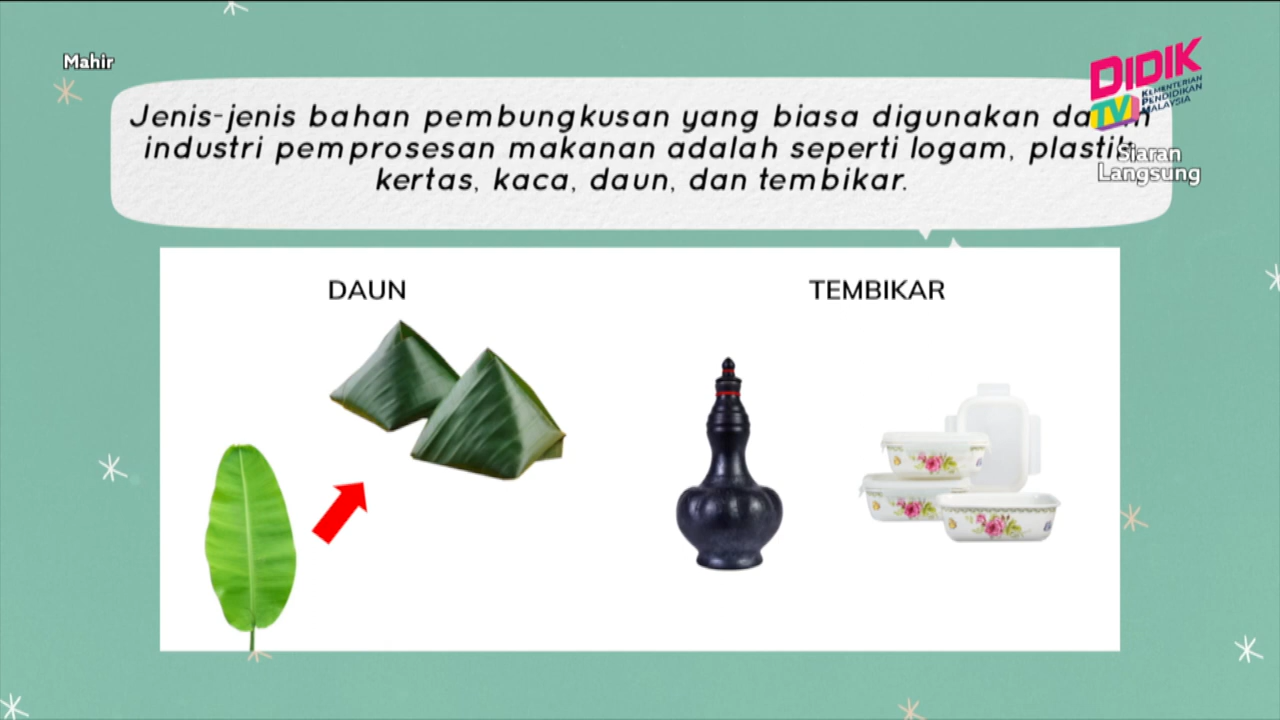 Mahir
DIDIK
TV
KEMENTERIAN
PENDIDIKAN
MALAYSIA
Siaran
Langsung
Jenis-jenis bahan pembungkusan yang biasa digunakan
industri pemprosesan makanan adalah seperti logam, plastik,
kertas, kaca, daun, dan tembikar.
DAUN
TEMBIKAR